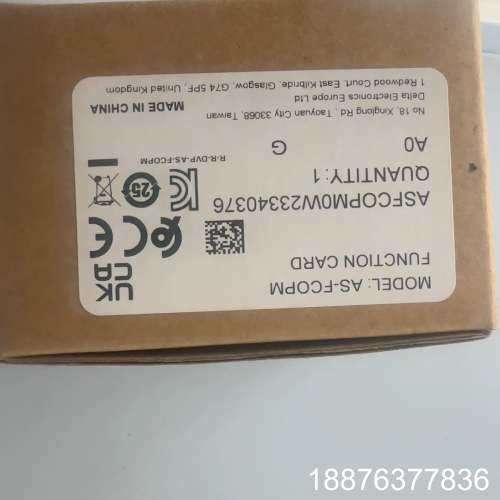 MODEL: AS-FCOPM
FUNCTION CARD
ASFCOPM0W23340376
QUANTITY:1
A0
G
No.18, Xinglong Rd., Taoyuan City 33068, Taiwan
Delta Electronics Europe Ltd
1 Redwood Court, East Kilbride, Glasgow, G74 5PF, United Kingdom
MADE IN CHINA
UK
CA
CE
25
R-R-DVP-AS-FCOPM
18876377836